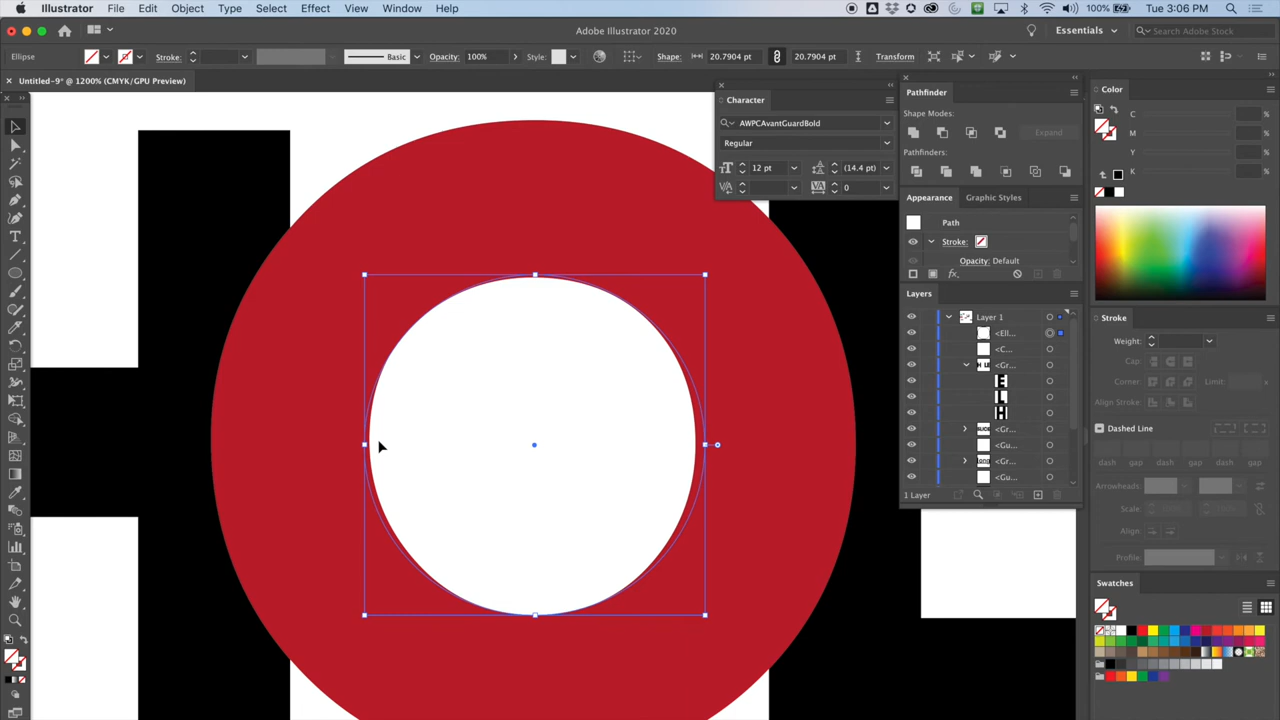 Illustrator File Edit Object Type Select Effect View Window Help 100% Tue 3:06 PM
Adobe Illustrator 2020 Essentials Search Adobe Stock
Ellipse Stroke: Basic Opacity: 100% Style: Shape: 20.7904 pt 20.7904 pt Transform
Untitled-9* @ 1200% (CMYK/GPU Preview)
Character
AWPCAvantGuardBold
Regular
12 pt (14.4 pt)
0
Pathfinder
Shape Modes:
Expand
Pathfinders:
Appearance Graphic Styles
Path
Stroke:
Opacity: Default
fx
Layers
Layer 1
<Ell...
<C...
<Gr...
E
L
H
<Gr...
<Gu...
<Gr...
<Gu...
1 Layer
Color
C
M
Y
K
Stroke
Weight:
Cap:
Corner: Limit:
Align Stroke:
Dashed Line
dash gap dash gap dash gap
Arrowheads:
Scale:
Align:
Profile:
Swatches